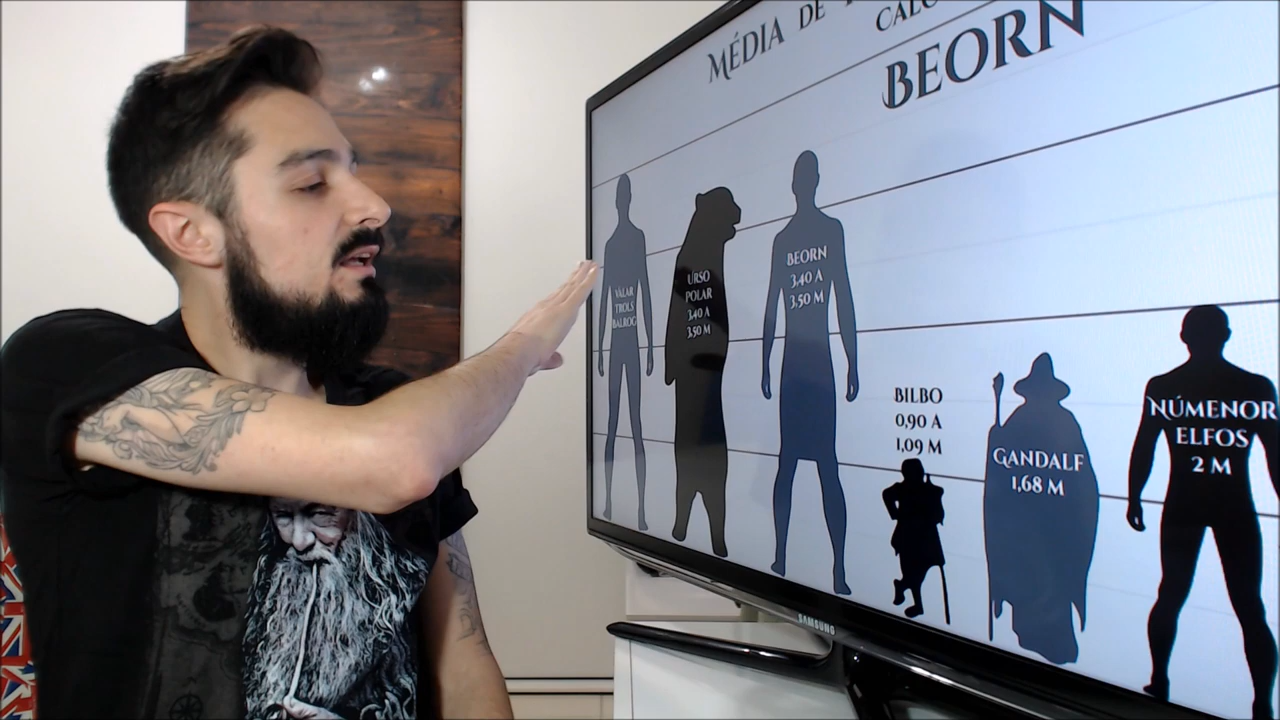 MÉDIA DE
BEORN
VALAR
TROLS
BALROG
URSO
POLAR
3,40 A
3,50 M
BEORN
3,40 A
3,50 M
BILBO
0,90 A
1,09 M
GANDALF
1,68 M
NÚMENOR
ELFOS
2 M
SAMSUNG